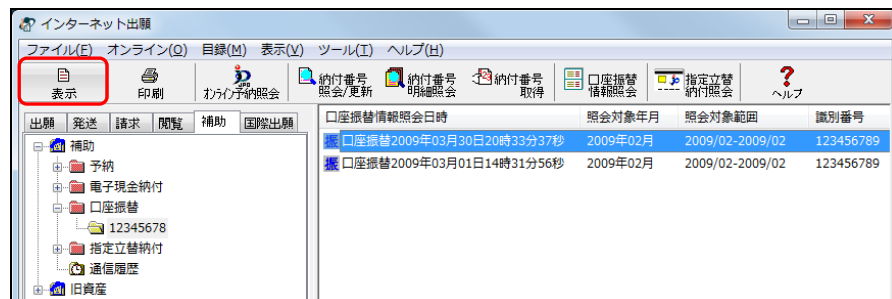 インターネット出願
ファイル(F) オンライン(O) 目録(M) 表示(V) ツール(T) ヘルプ(H)
表示 印刷 オンライン予納照会 納付番号照会/更新 納付番号明細照会 納付番号取得 口座振替情報照会 指定立替納付照会 ヘルプ
出願 発送 請求 閲覧 補助 国際出願
補助
予納
電子現金納付
口座振替
12345678
指定立替納付
通信履歴
旧資産
口座振替情報照会日時 照会対象年月 照会対象範囲 識別番号
振 口座振替2009年03月30日20時33分37秒 2009年02月 2009/02-2009/02 123456789
振 口座振替2009年03月01日14時31分56秒 2009年02月 2009/02-2009/02 123456789